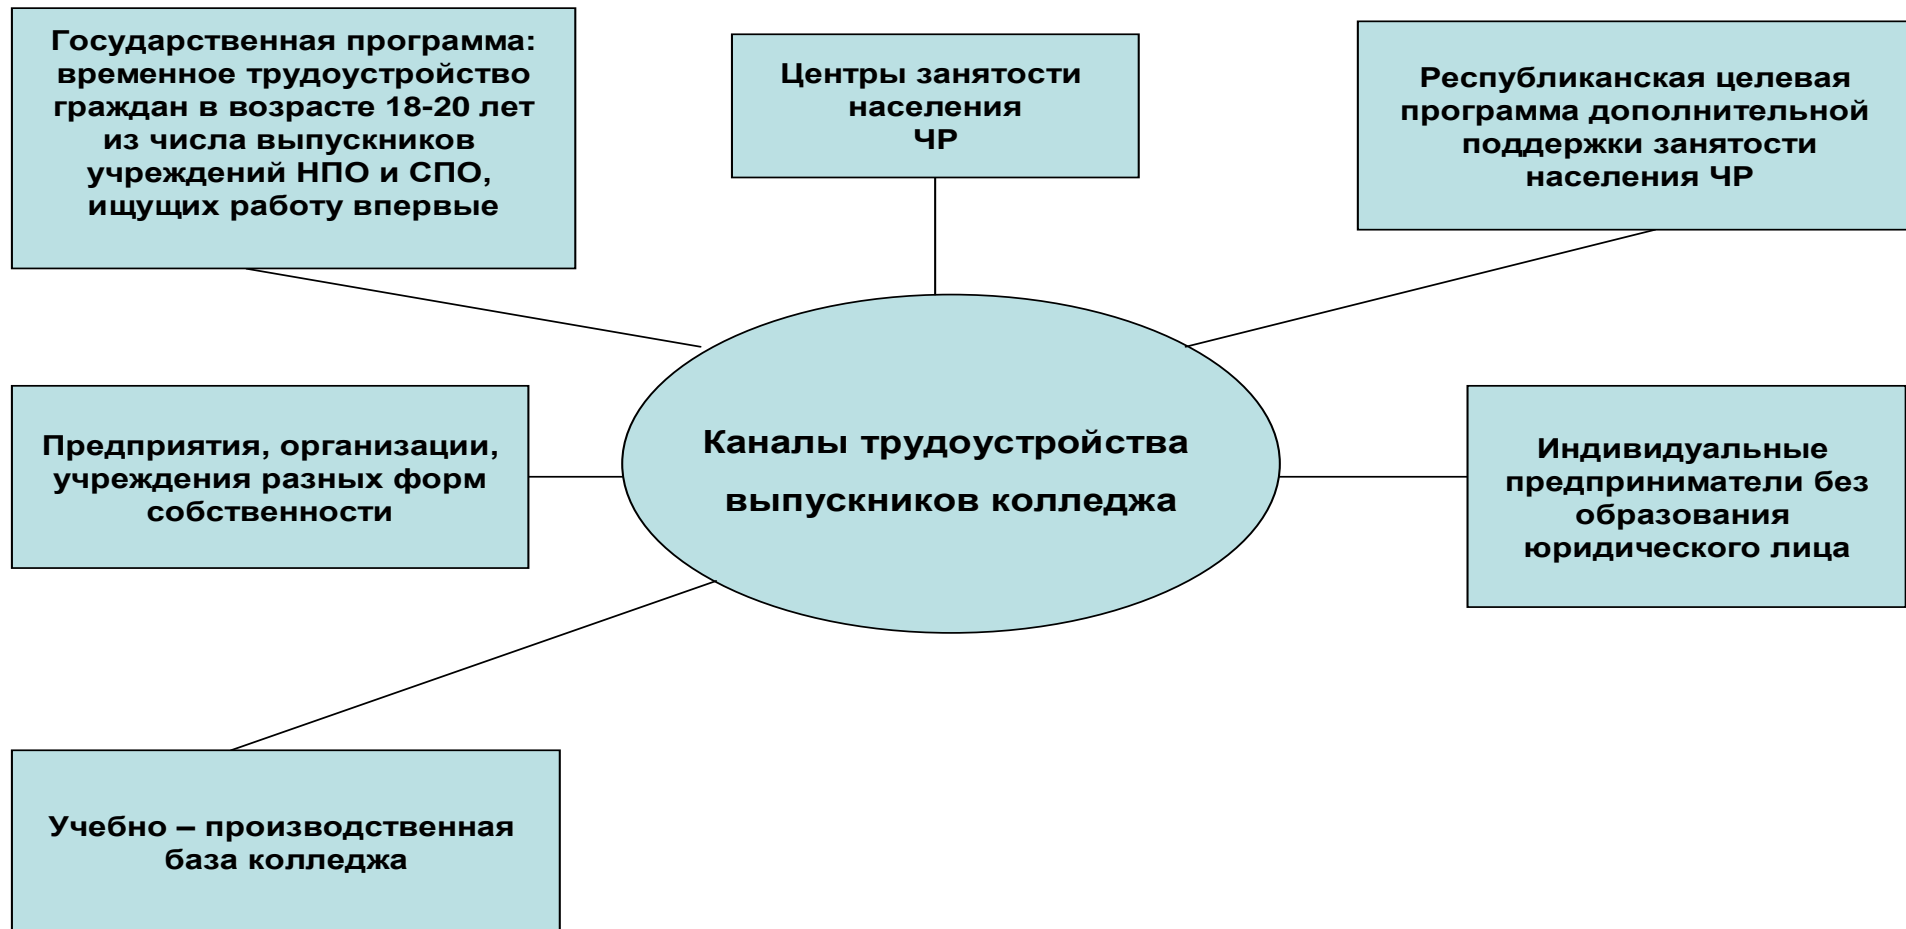 Государственная программа:
временное трудоустройство
граждан в возрасте 18-20 лет
из числа выпускников
учреждений НПО и СПО,
ищущих работу впервые
Центры занятости
населения
ЧР
Республиканская целевая
программа дополнительной
поддержки занятости
населения ЧР
Предприятия, организации,
учреждения разных форм
собственности
Каналы трудоустройства
выпускников колледжа
Индивидуальные
предприниматели без
образования
юридического лица
Учебно – производственная
база колледжа